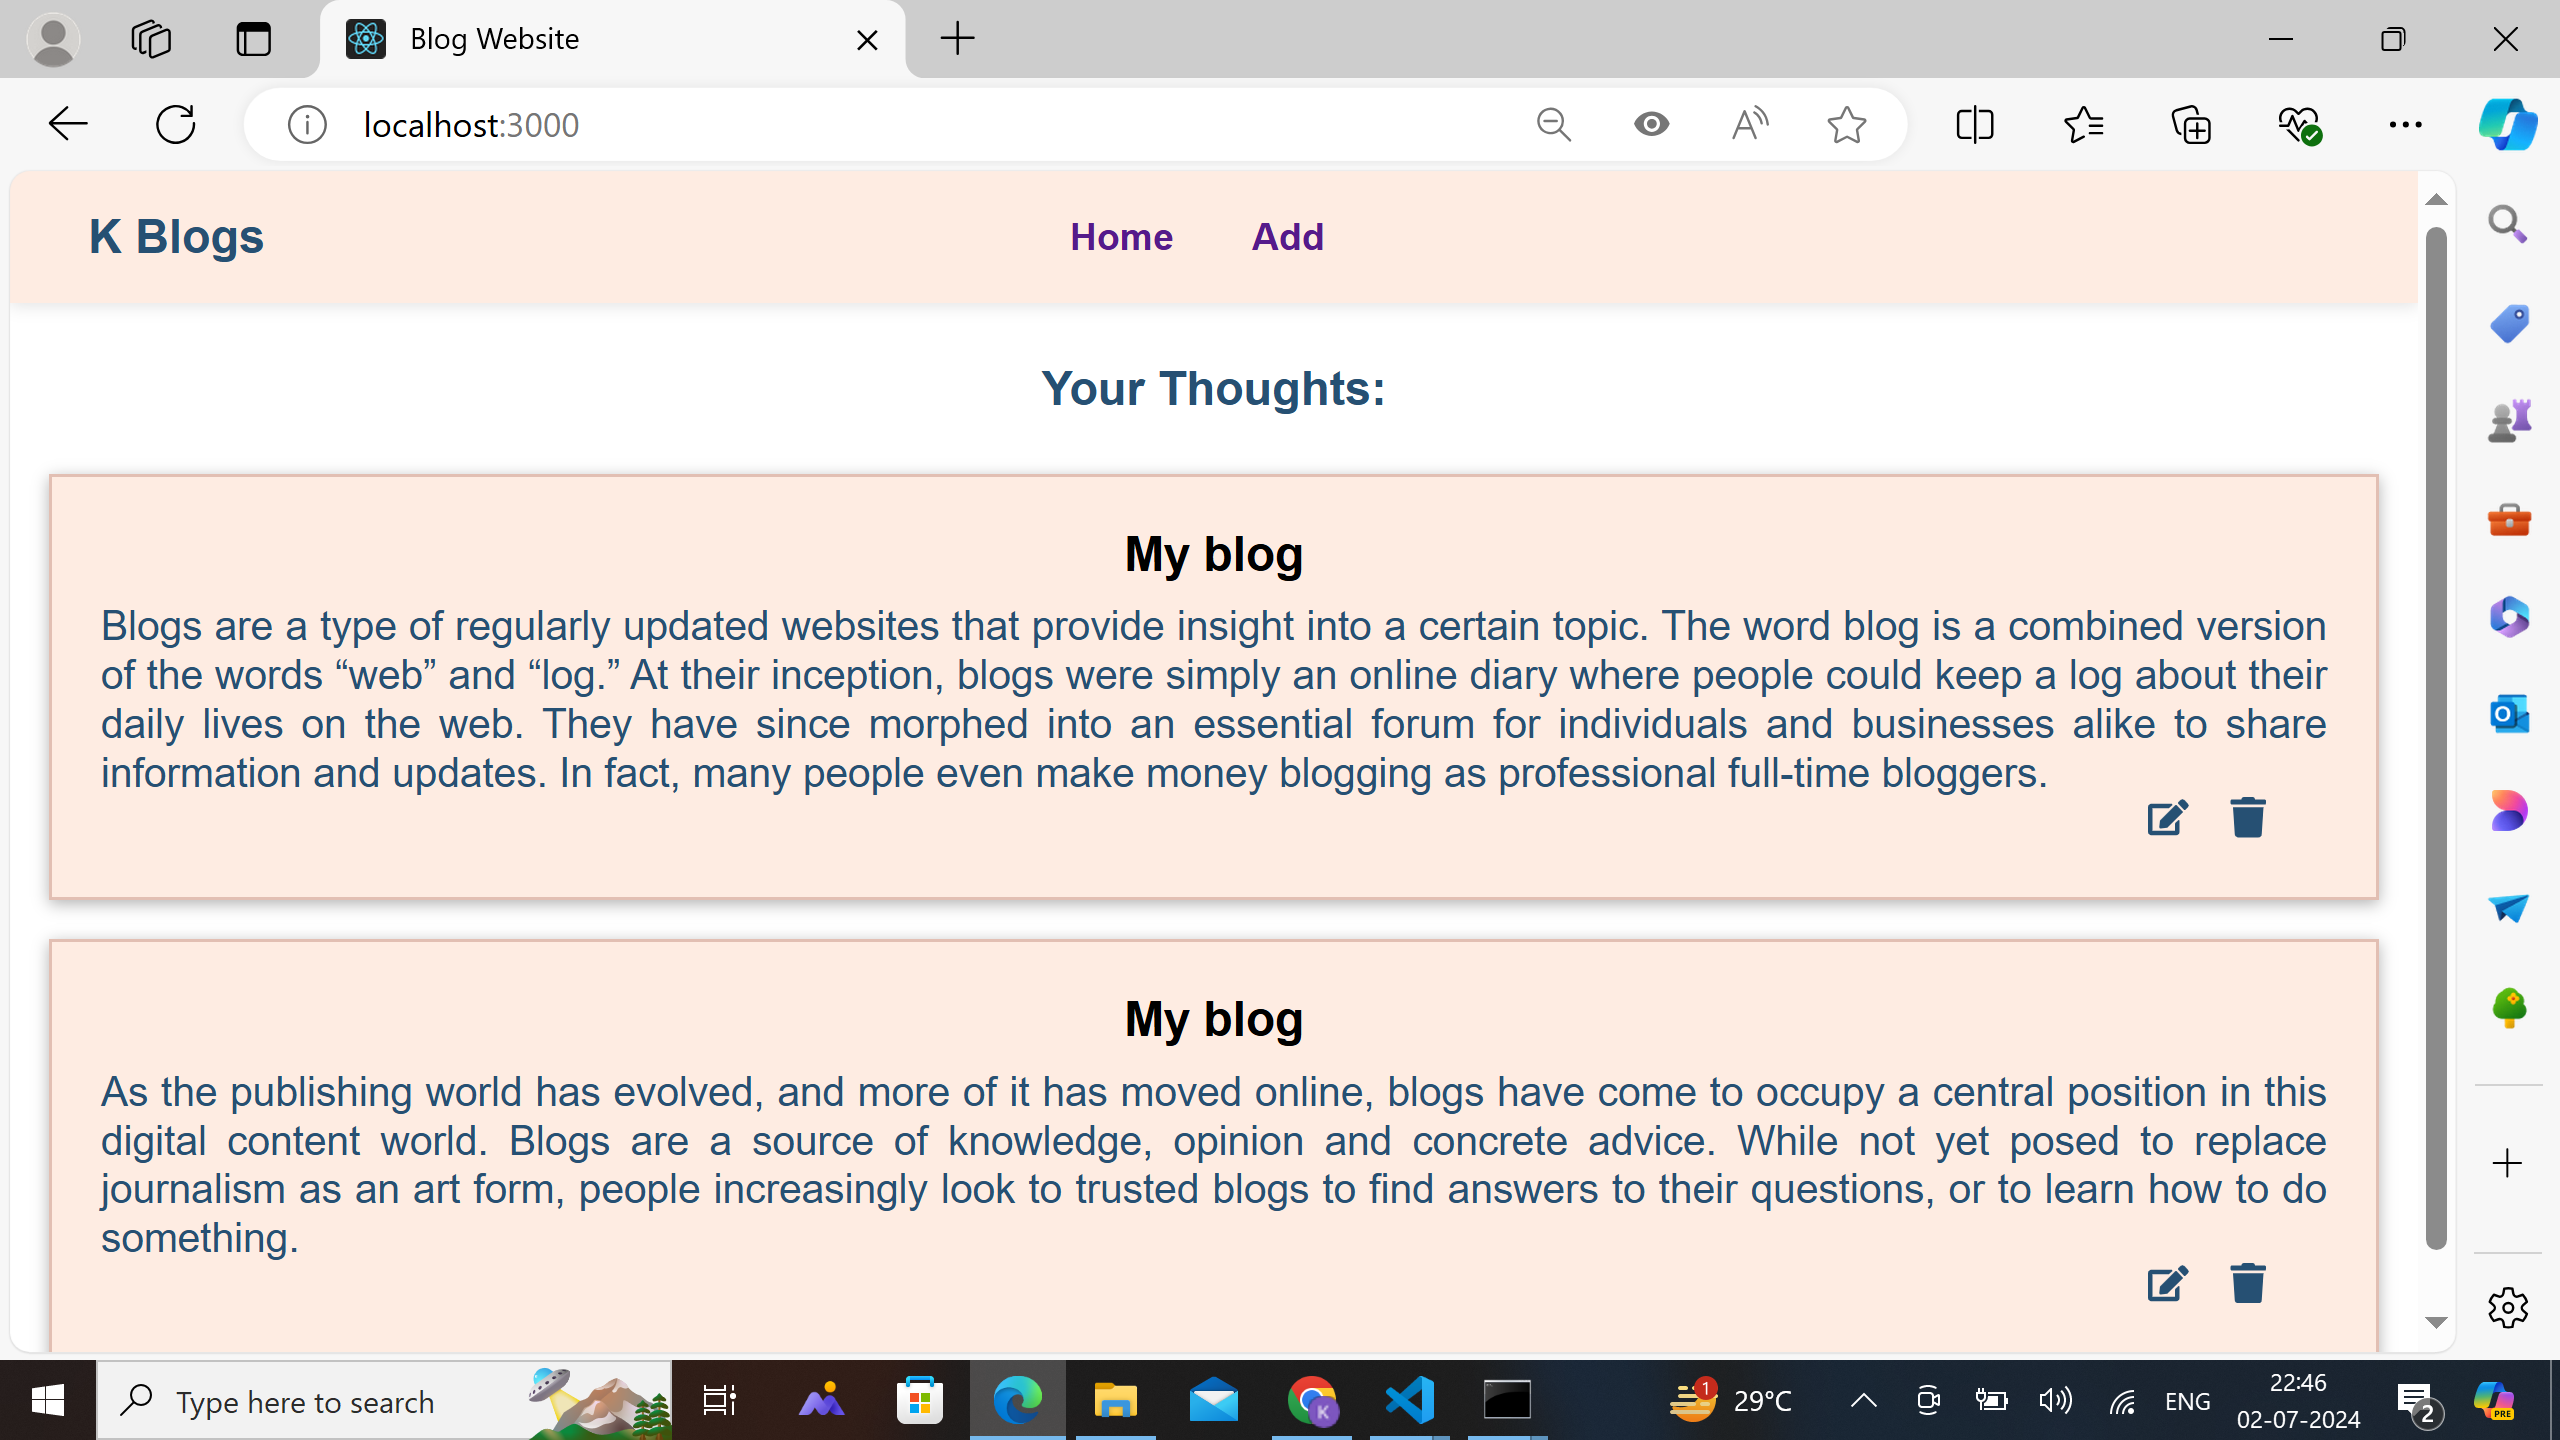 Blog Website
localhost:3000
K Blogs
Home
Add
Your Thoughts:
My blog
Blogs are a type of regularly updated websites that provide insight into a certain topic. The word blog is a combined version
of the words “web” and “log.” At their inception, blogs were simply an online diary where people could keep a log about their
daily lives on the web. They have since morphed into an essential forum for individuals and businesses alike to share
information and updates. In fact, many people even make money blogging as professional full-time bloggers.
My blog
As the publishing world has evolved, and more of it has moved online, blogs have come to occupy a central position in this
digital content world. Blogs are a source of knowledge, opinion and concrete advice. While not yet posed to replace
journalism as an art form, people increasingly look to trusted blogs to find answers to their questions, or to learn how to do
something.
Type here to search
K
1
29°C
ENG
22:46
02-07-2024
2
PRE